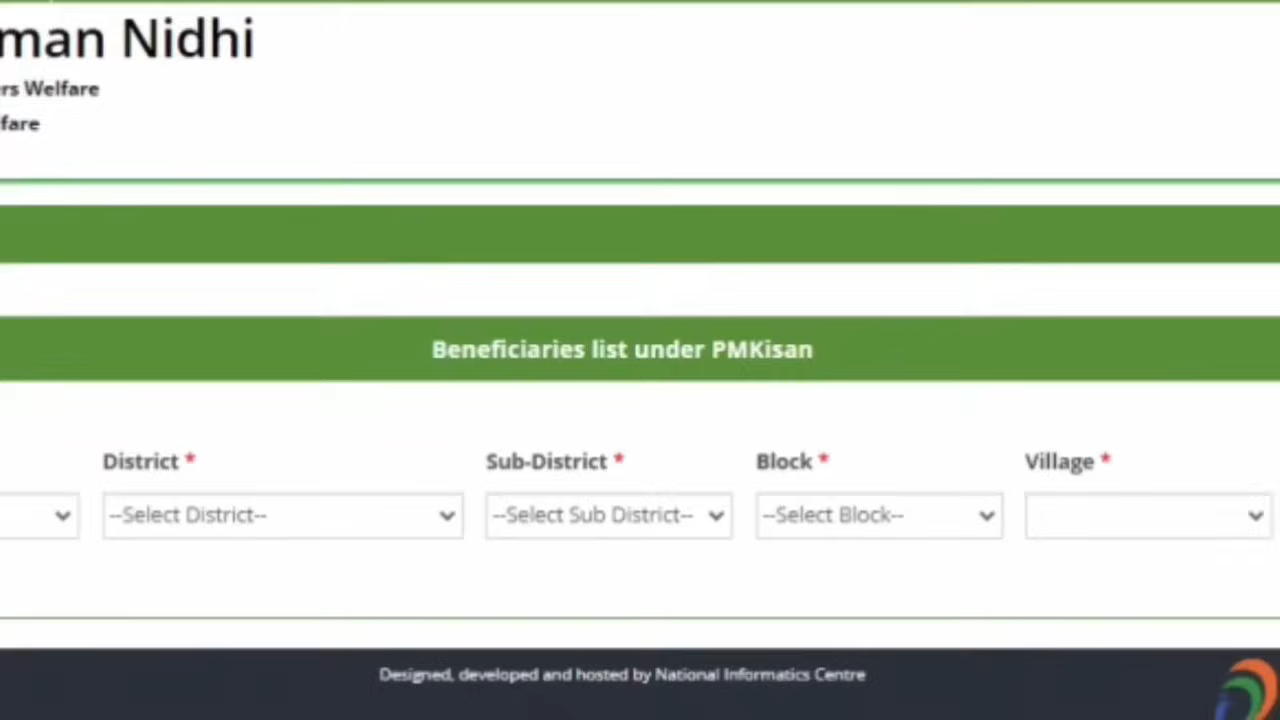 man Nidhi
rs Welfare
fare
Beneficiaries list under PMKisan
District * Sub-District * Block * Village *
--Select District-- --Select Sub District-- --Select Block--
Designed, developed and hosted by National Informatics Centre